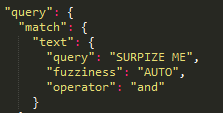 "query": {
"match": {
"text": {
"query": "SURPIZE ME",
"fuzziness": "AUTO",
"operator": "and"
}